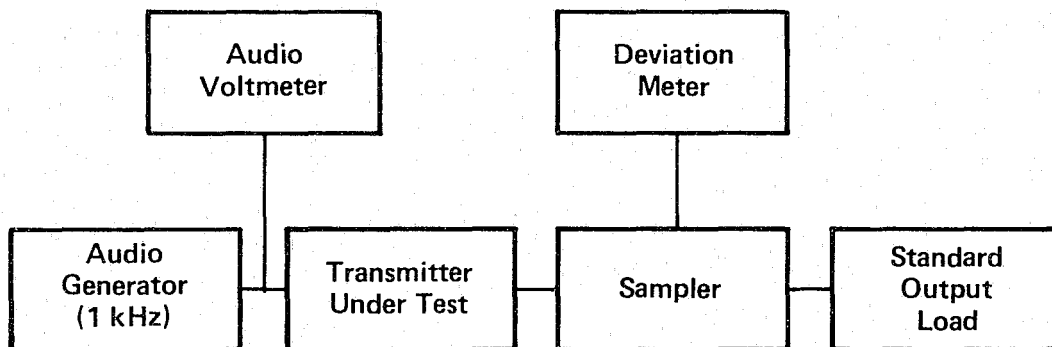 Audio
Voltmeter
Deviation
Meter
Audio
Generator
(1 kHz)
Transmitter
Under Test
Sampler
Standard
Output
Load